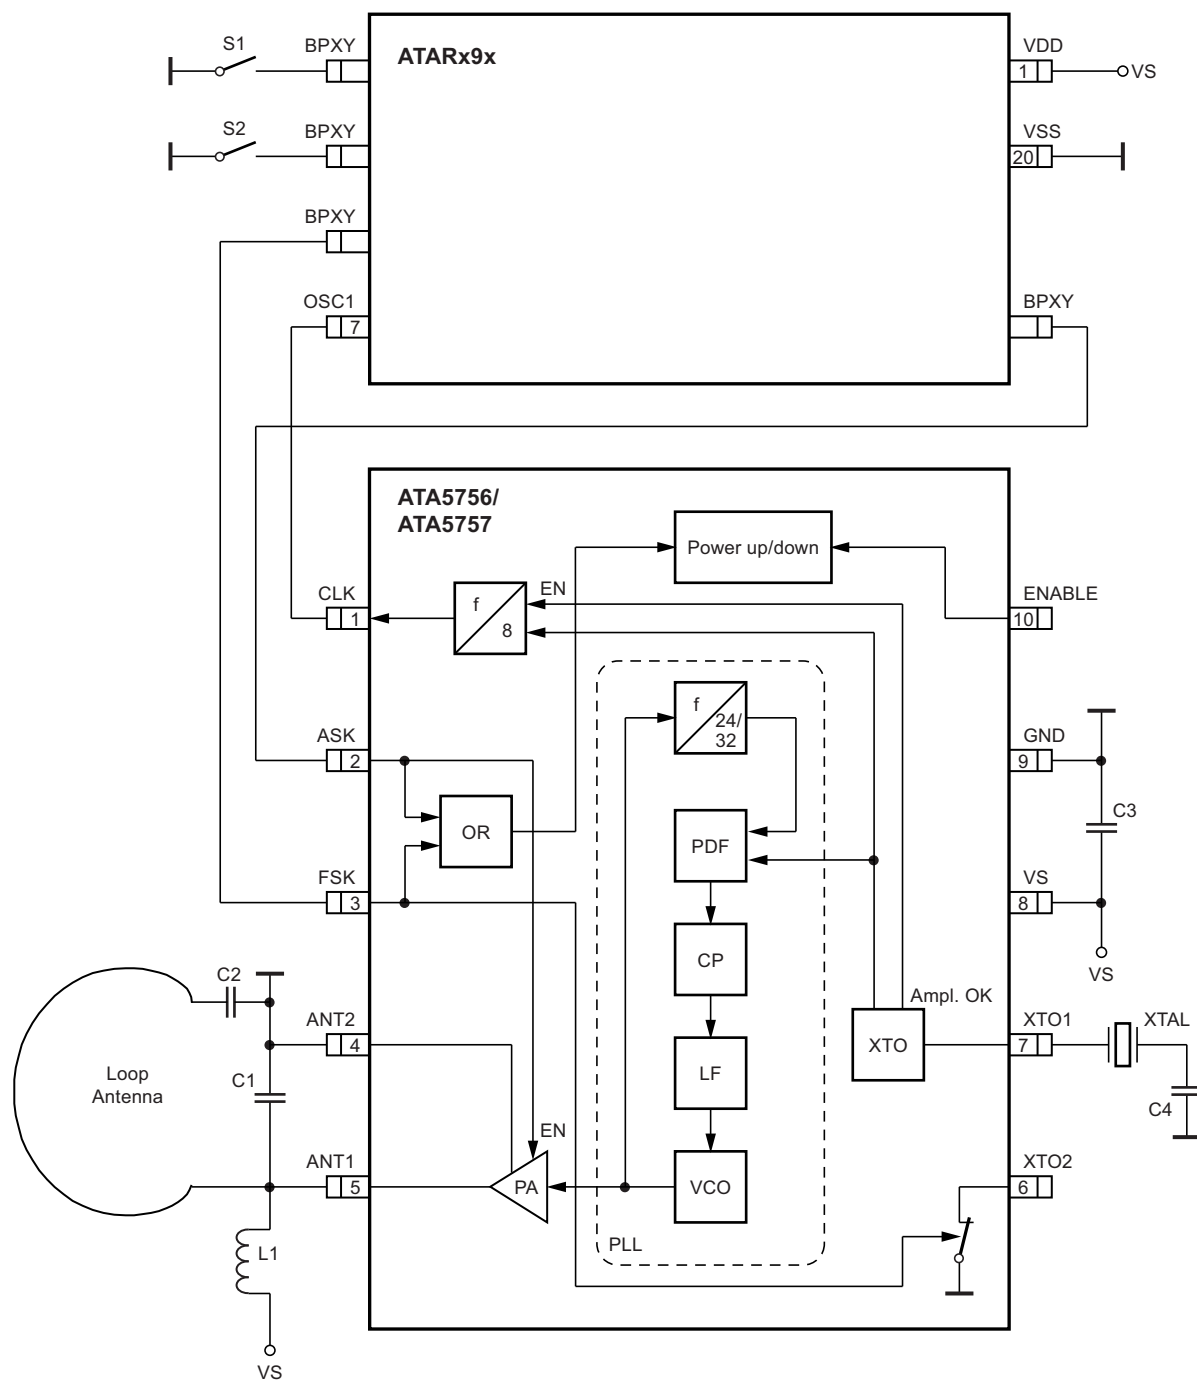 S1
BPXY
ATARx9x
VDD
1
VS
S2
BPXY
VSS
20
BPXY
OSC1
7
BPXY
ATA5756/
ATA5757
Power up/down
CLK
1
f
8
EN
ENABLE
10
f
24/
32
ASK
2
GND
9
OR
PDF
C3
FSK
3
VS
8
CP
C2
VS
Ampl. OK
ANT2
4
XTO
XTO1
7
XTAL
Loop
Antenna
C1
LF
C4
EN
ANT1
5
PA
VCO
XTO2
6
L1
PLL
VS